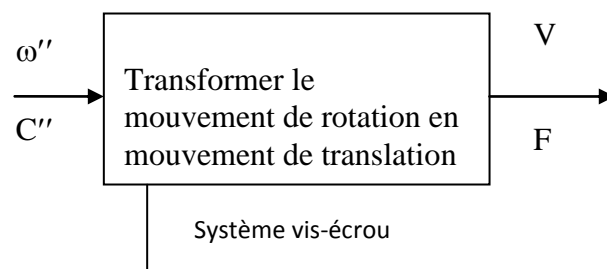 ω''
C''
Transformer le
mouvement de rotation en
mouvement de translation
V
F
Système vis-écrou